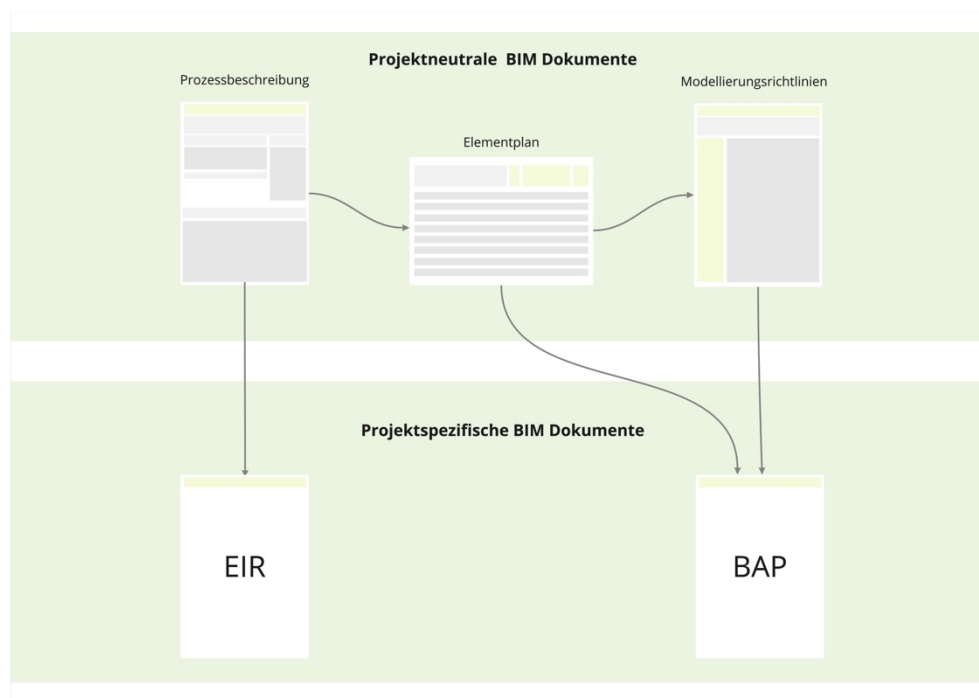 Projektneutrale BIM Dokumente
Prozessbeschreibung
Modellierungsrichtlinien
Elementplan
Projektspezifische BIM Dokumente
EIR
BAP